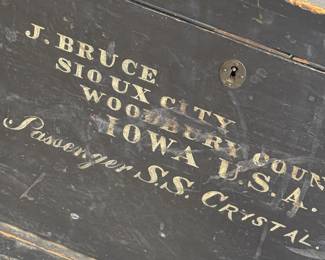 J. BRUCE
SIOUX CITY
WOODBURY COUN
IOWA U.S.A.
Passenger S.S. CRYSTAL.